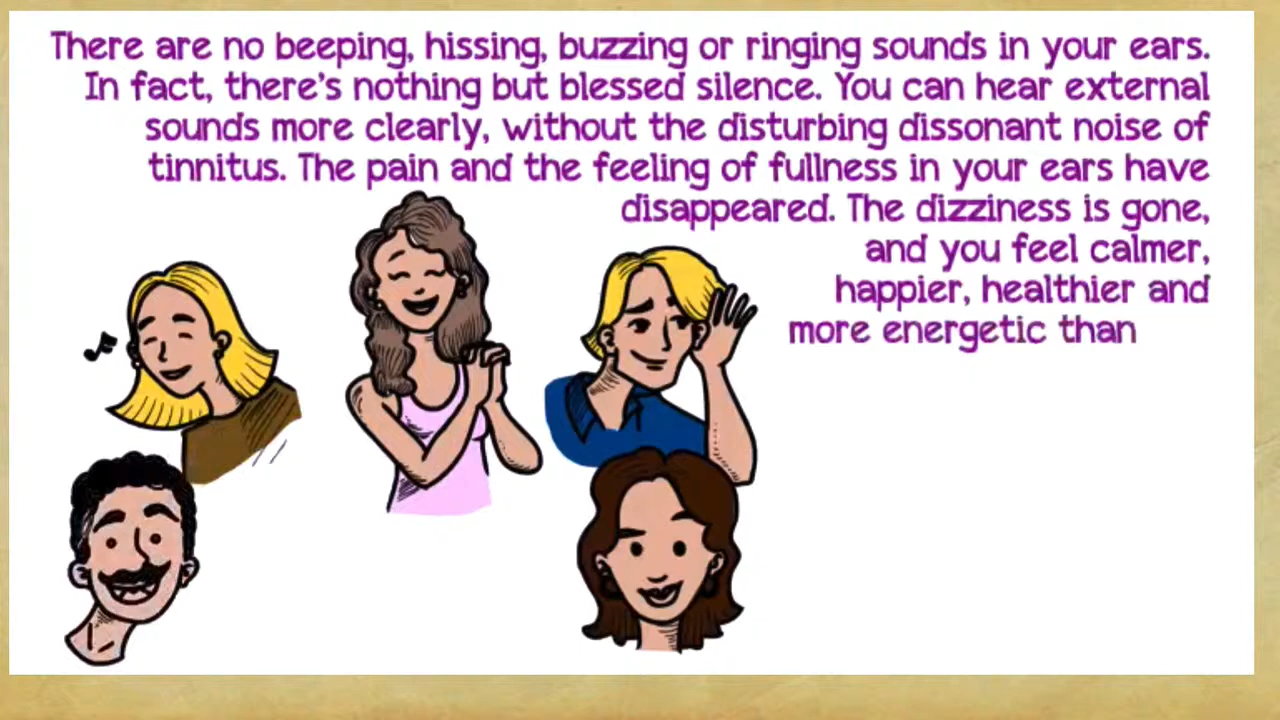 There are no beeping, hissing, buzzing or ringing sounds in your ears.
In fact, there's nothing but blessed silence. You can hear external
sounds more clearly, without the disturbing dissonant noise of
tinnitus. The pain and the feeling of fullness in your ears have
disappeared. The dizziness is gone,
and you feel calmer,
happier, healthier and
more energetic than